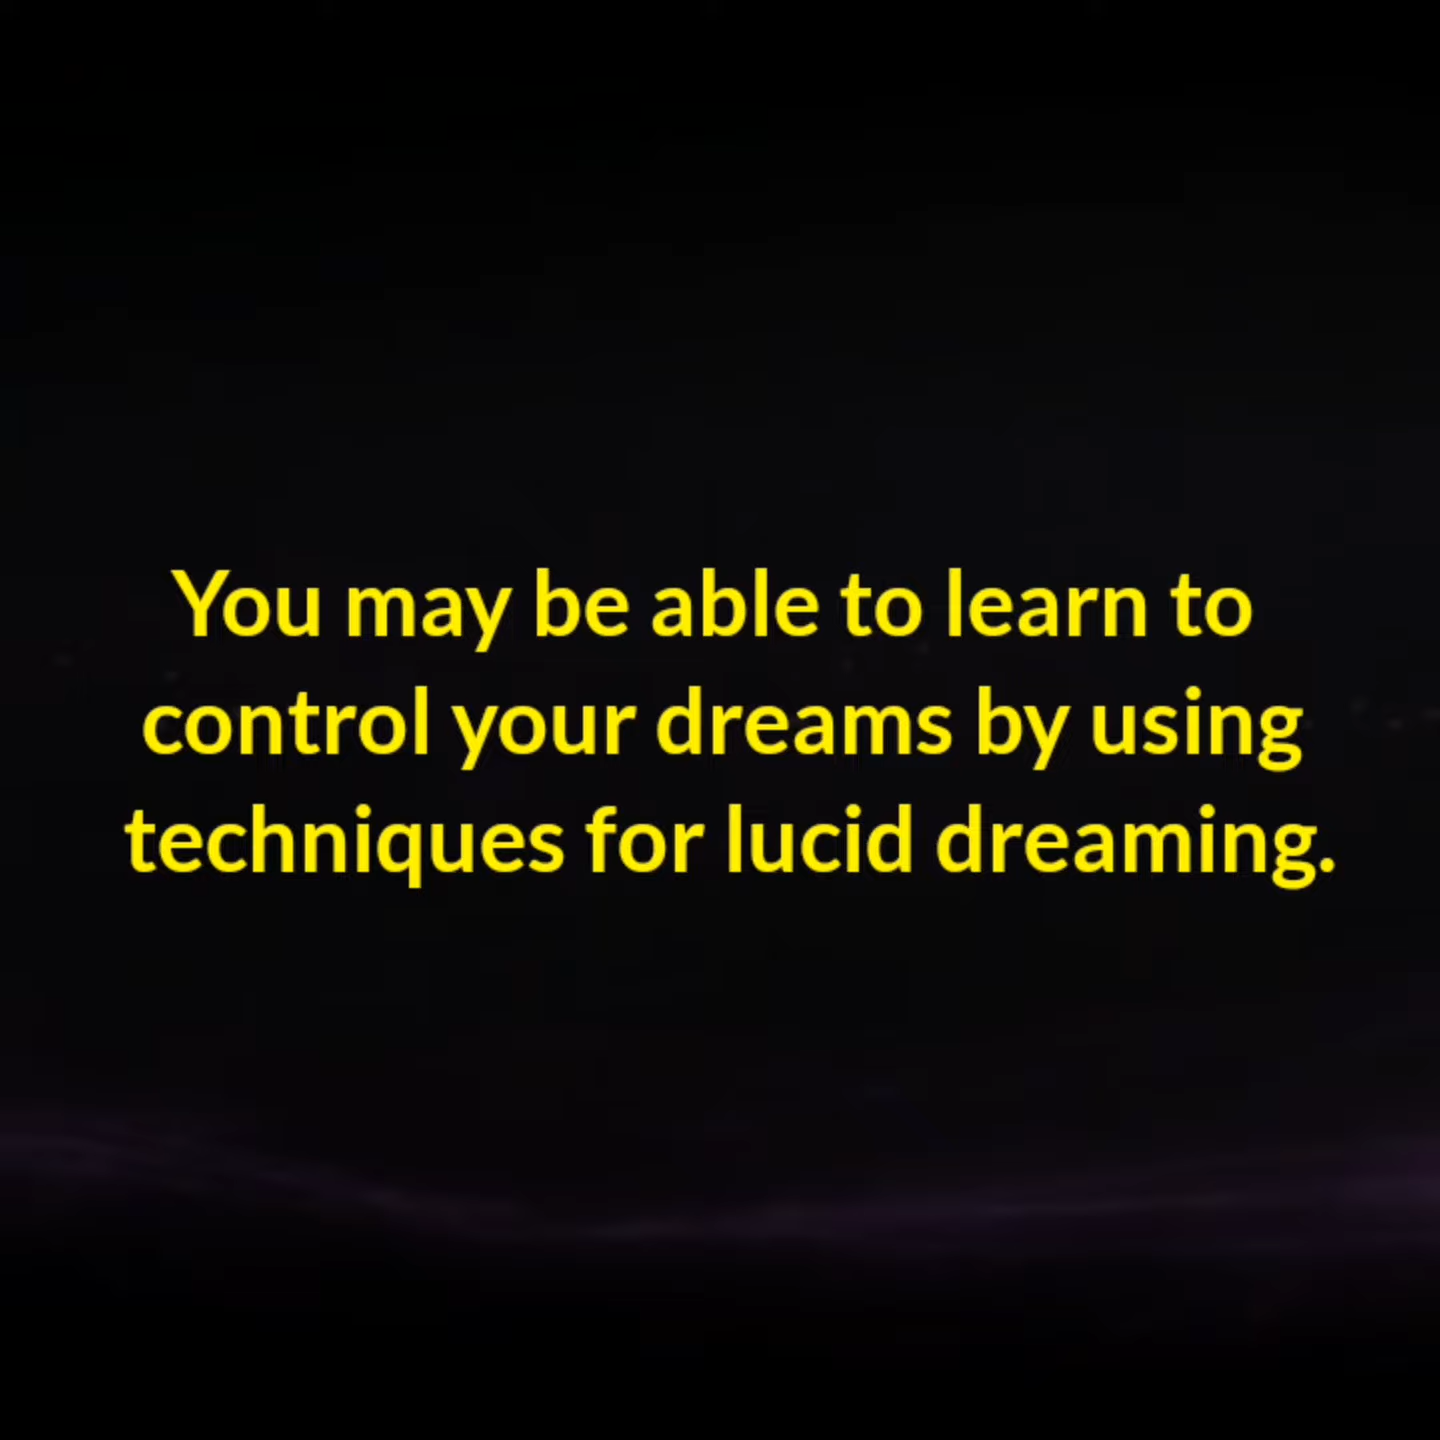 You may be able to learn to
control your dreams by using
techniques for lucid dreaming.